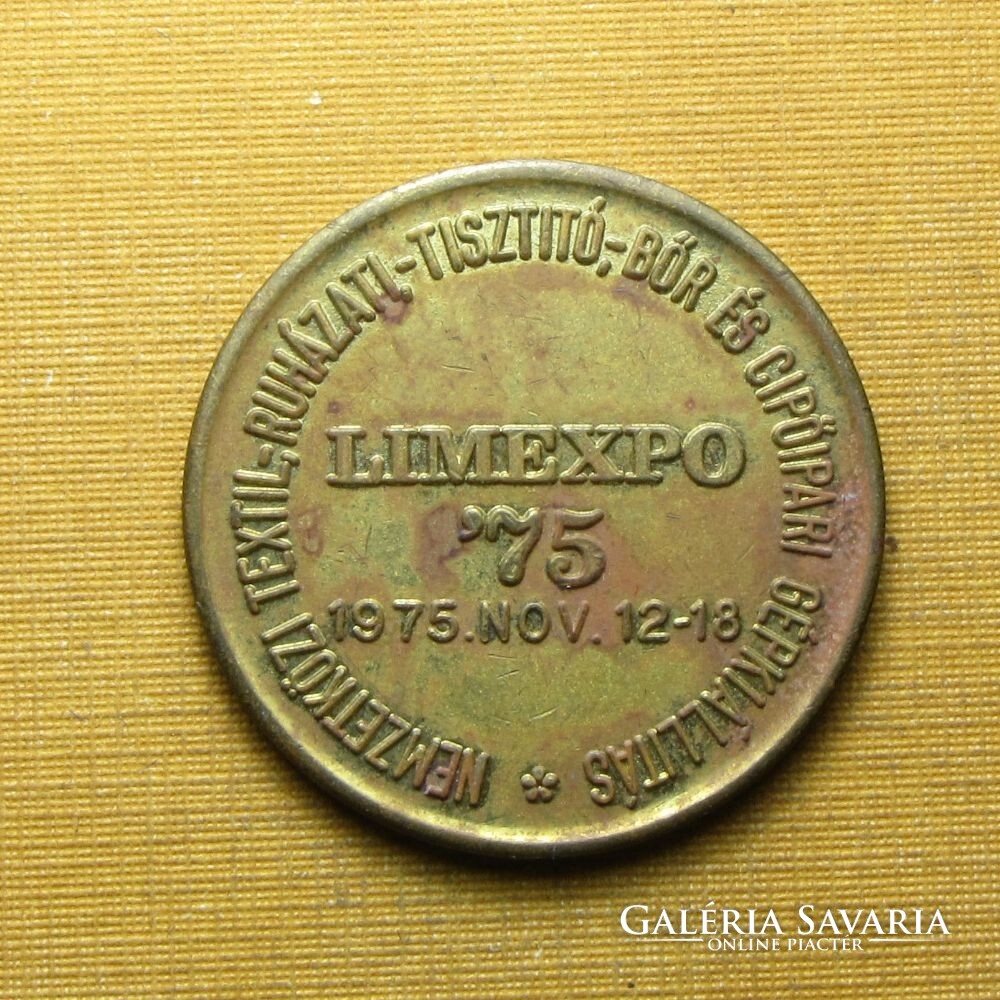 NEMZETKÖZI TEXTIL,-RUHÁZATI,-TISZTITÓ,-BŐR ÉS CIPŐIPARI GÉPKIÁLLITÁS
LIMEXPO
'75
1975.NOV. 12-18
GALÉRIA SAVARIA
ONLINE PIACTÉR